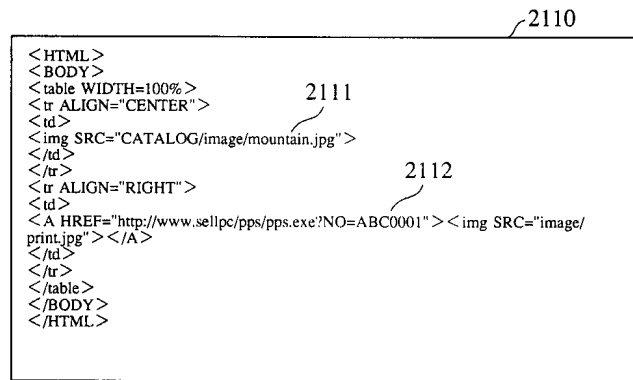 2110
<HTML>
<BODY>
<table WIDTH=100%>
<tr ALIGN="CENTER">
2111
<td>
<img SRC="CATALOG/image/mountain.jpg">
</td>
</tr>
<tr ALIGN="RIGHT">
2112
<td>
<A HREF="http://www.sellpc/pps/pps.exe?NO=ABC0001"><img SRC="image/
print.jpg"></A>
</td>
</tr>
</table>
</BODY>
</HTML>